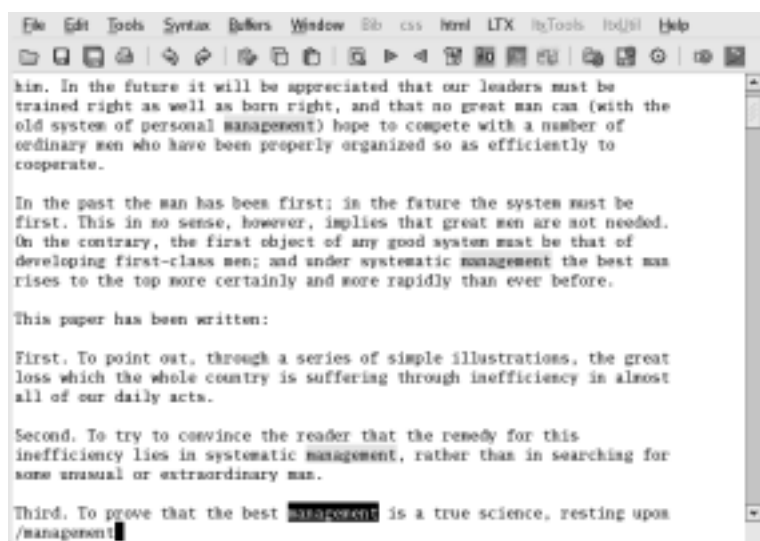 File Edit Tools Syntax Buffers Window Bib css html LTX ltxTools ltxUtil Help
him. In the future it will be appreciated that our leaders must be
trained right as well as born right, and that no great man can (with the
old system of personal management) hope to compete with a number of
ordinary men who have been properly organized so as efficiently to
cooperate.
In the past the man has been first; in the future the system must be
first. This in no sense, however, implies that great men are not needed.
On the contrary, the first object of any good system must be that of
developing first-class men; and under systematic management the best man
rises to the top more certainly and more rapidly than ever before.
This paper has been written:
First. To point out, through a series of simple illustrations, the great
loss which the whole country is suffering through inefficiency in almost
all of our daily acts.
Second. To try to convince the reader that the remedy for this
inefficiency lies in systematic management, rather than in searching for
some unusual or extraordinary man.
Third. To prove that the best management is a true science, resting upon
/management